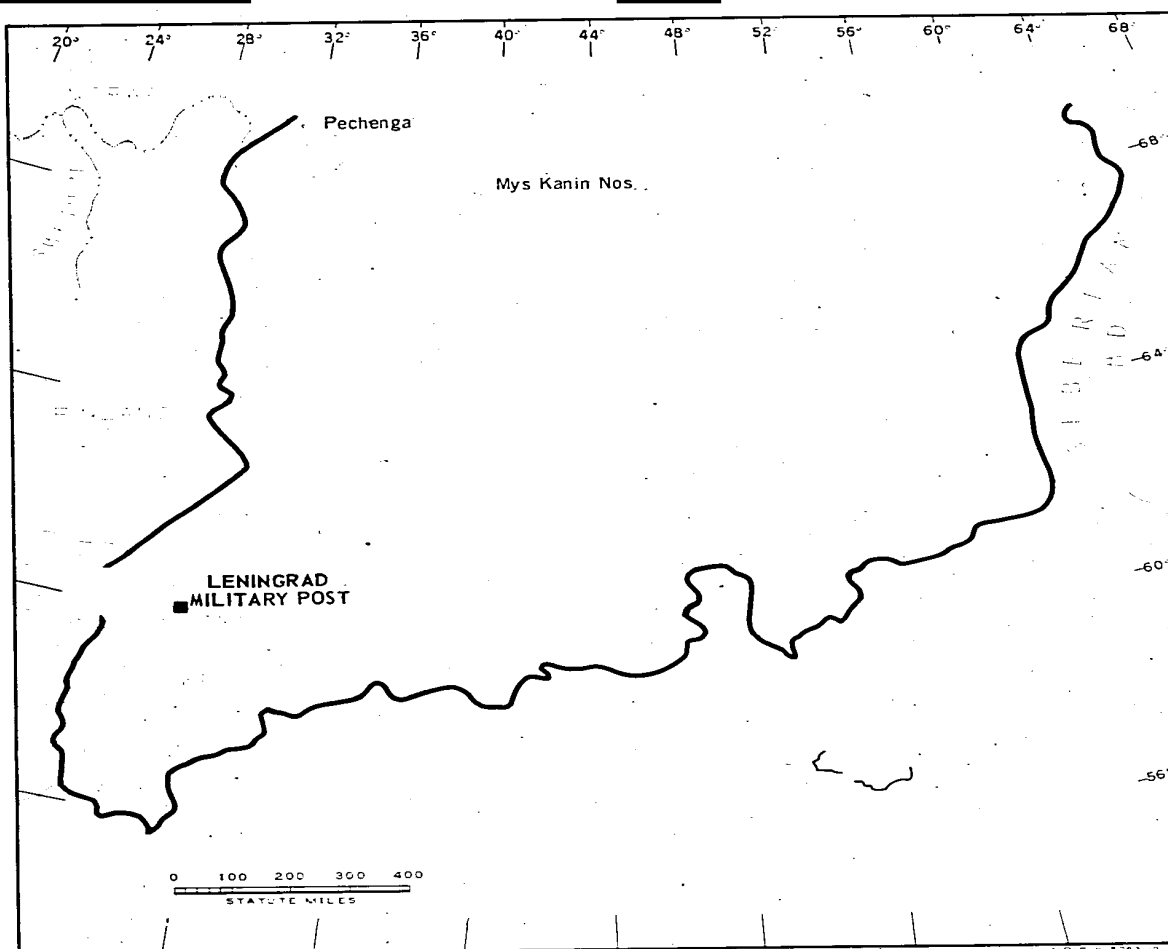 20° 24° 28° 32° 36° 40° 44° 48° 52° 56° 60° 64° 68°
Pechenga
68°
Mys Kanin Nos
SIBERIAN
64°
60°
LENINGRAD
MILITARY POST
56°
0 100 200 300 400
STATUTE MILES